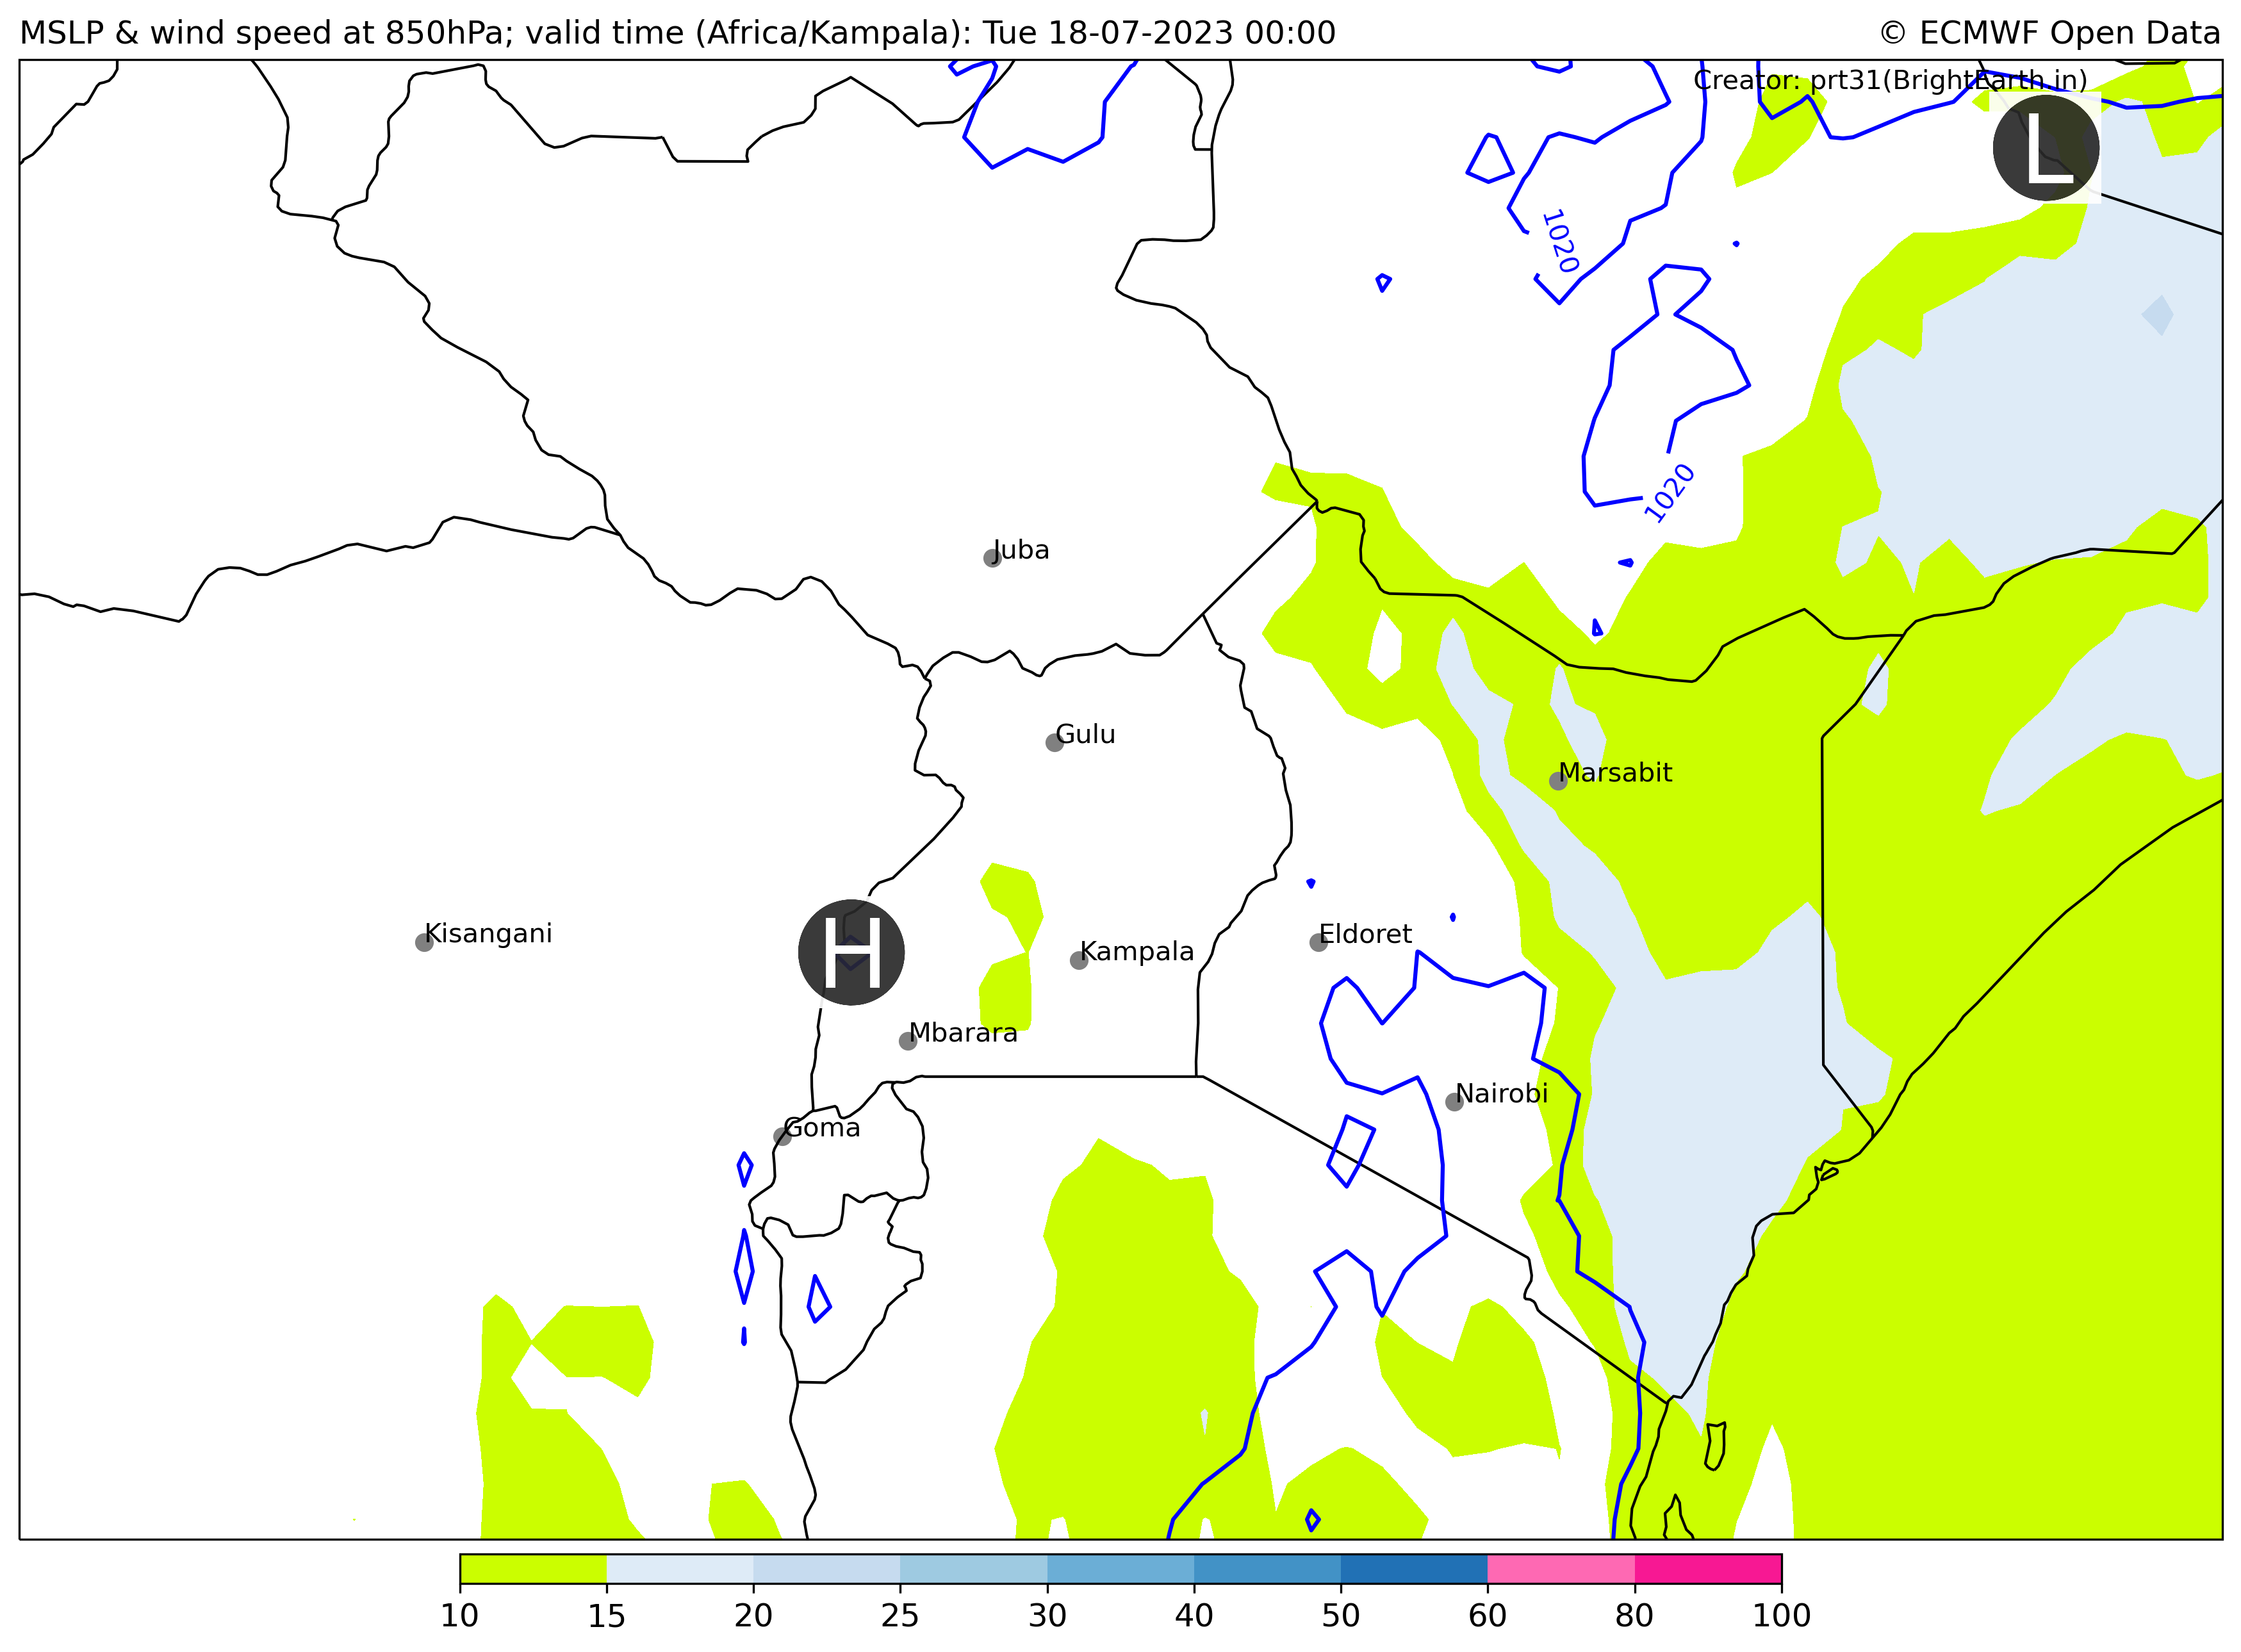 MSLP & wind speed at 850hPa; valid time (Africa/Kampala): Tue 18-07-2023 00:00
© ECMWF Open Data
Creator: prt31(BrightEarth.in)
L
1020
1020
Juba
Gulu
Marsabit
Kisangani
H
Kampala
Eldoret
Mbarara
Nairobi
Goma
10 15 20 25 30 40 50 60 80 100